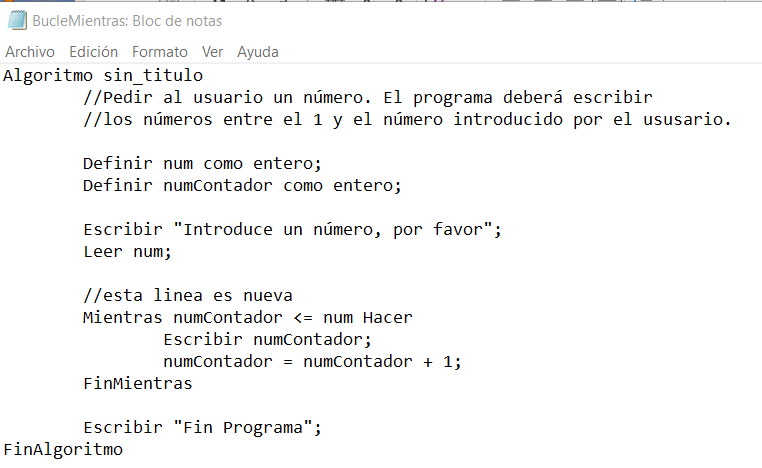 BucleMientras: Bloc de notas
Archivo Edición Formato Ver Ayuda
Algoritmo sin_titulo
//Pedir al usuario un número. El programa deberá escribir
//los números entre el 1 y el número introducido por el ususario.
Definir num como entero;
Definir numContador como entero;
Escribir "Introduce un número, por favor";
Leer num;
//esta linea es nueva
Mientras numContador <= num Hacer
Escribir numContador;
numContador = numContador + 1;
FinMientras
Escribir "Fin Programa";
FinAlgoritmo